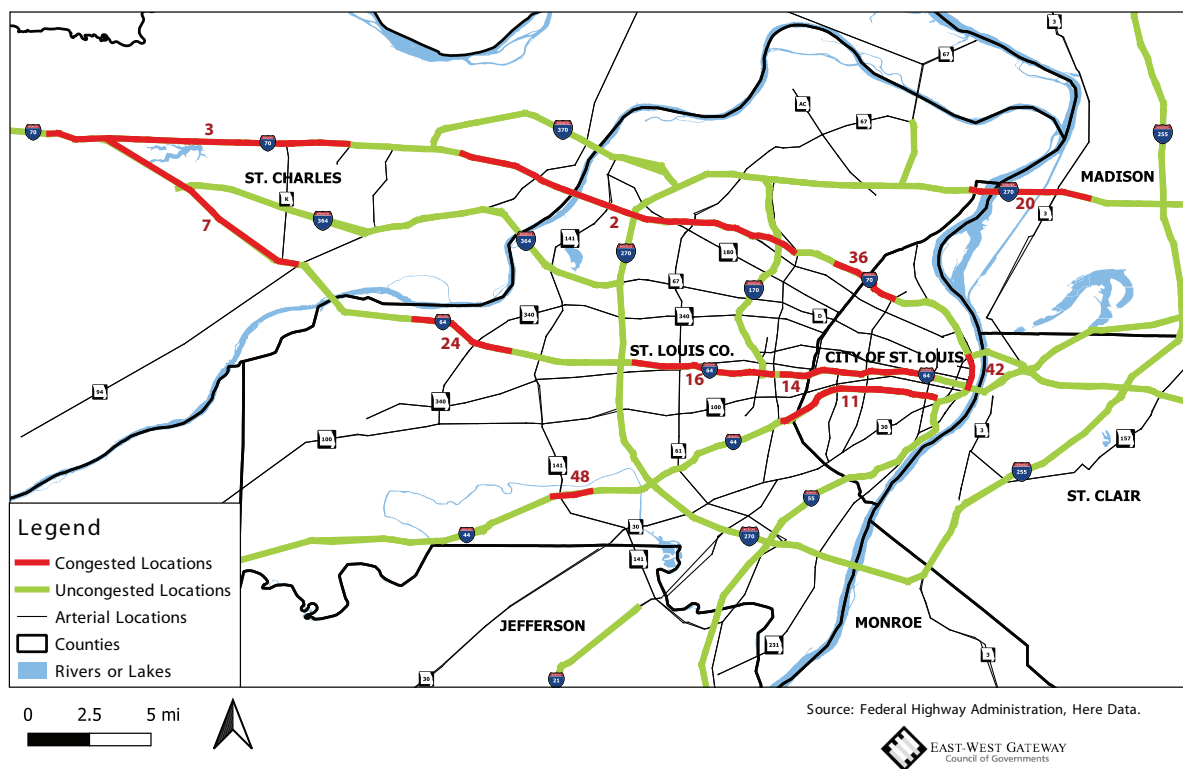 3
67
AC
370
67
255
70
3
70
ST. CHARLES
MADISON
K
270
20
3
7
364
2
141
364
270
180
36
70
67
170
340
340
D
64
24
ST. LOUIS CO.
CITY OF ST. LOUIS
16
64
14
64
42
11
94
340
100
100
30
3
157
44
61
141
48
255
ST. CLAIR
55
44
30
270
141
JEFFERSON
MONROE
231
3
30
21
Legend
Congested Locations
Uncongested Locations
Arterial Locations
Counties
Rivers or Lakes
0 2.5 5 mi
Source: Federal Highway Administration, Here Data.
EAST-WEST GATEWAY
Council of Governments